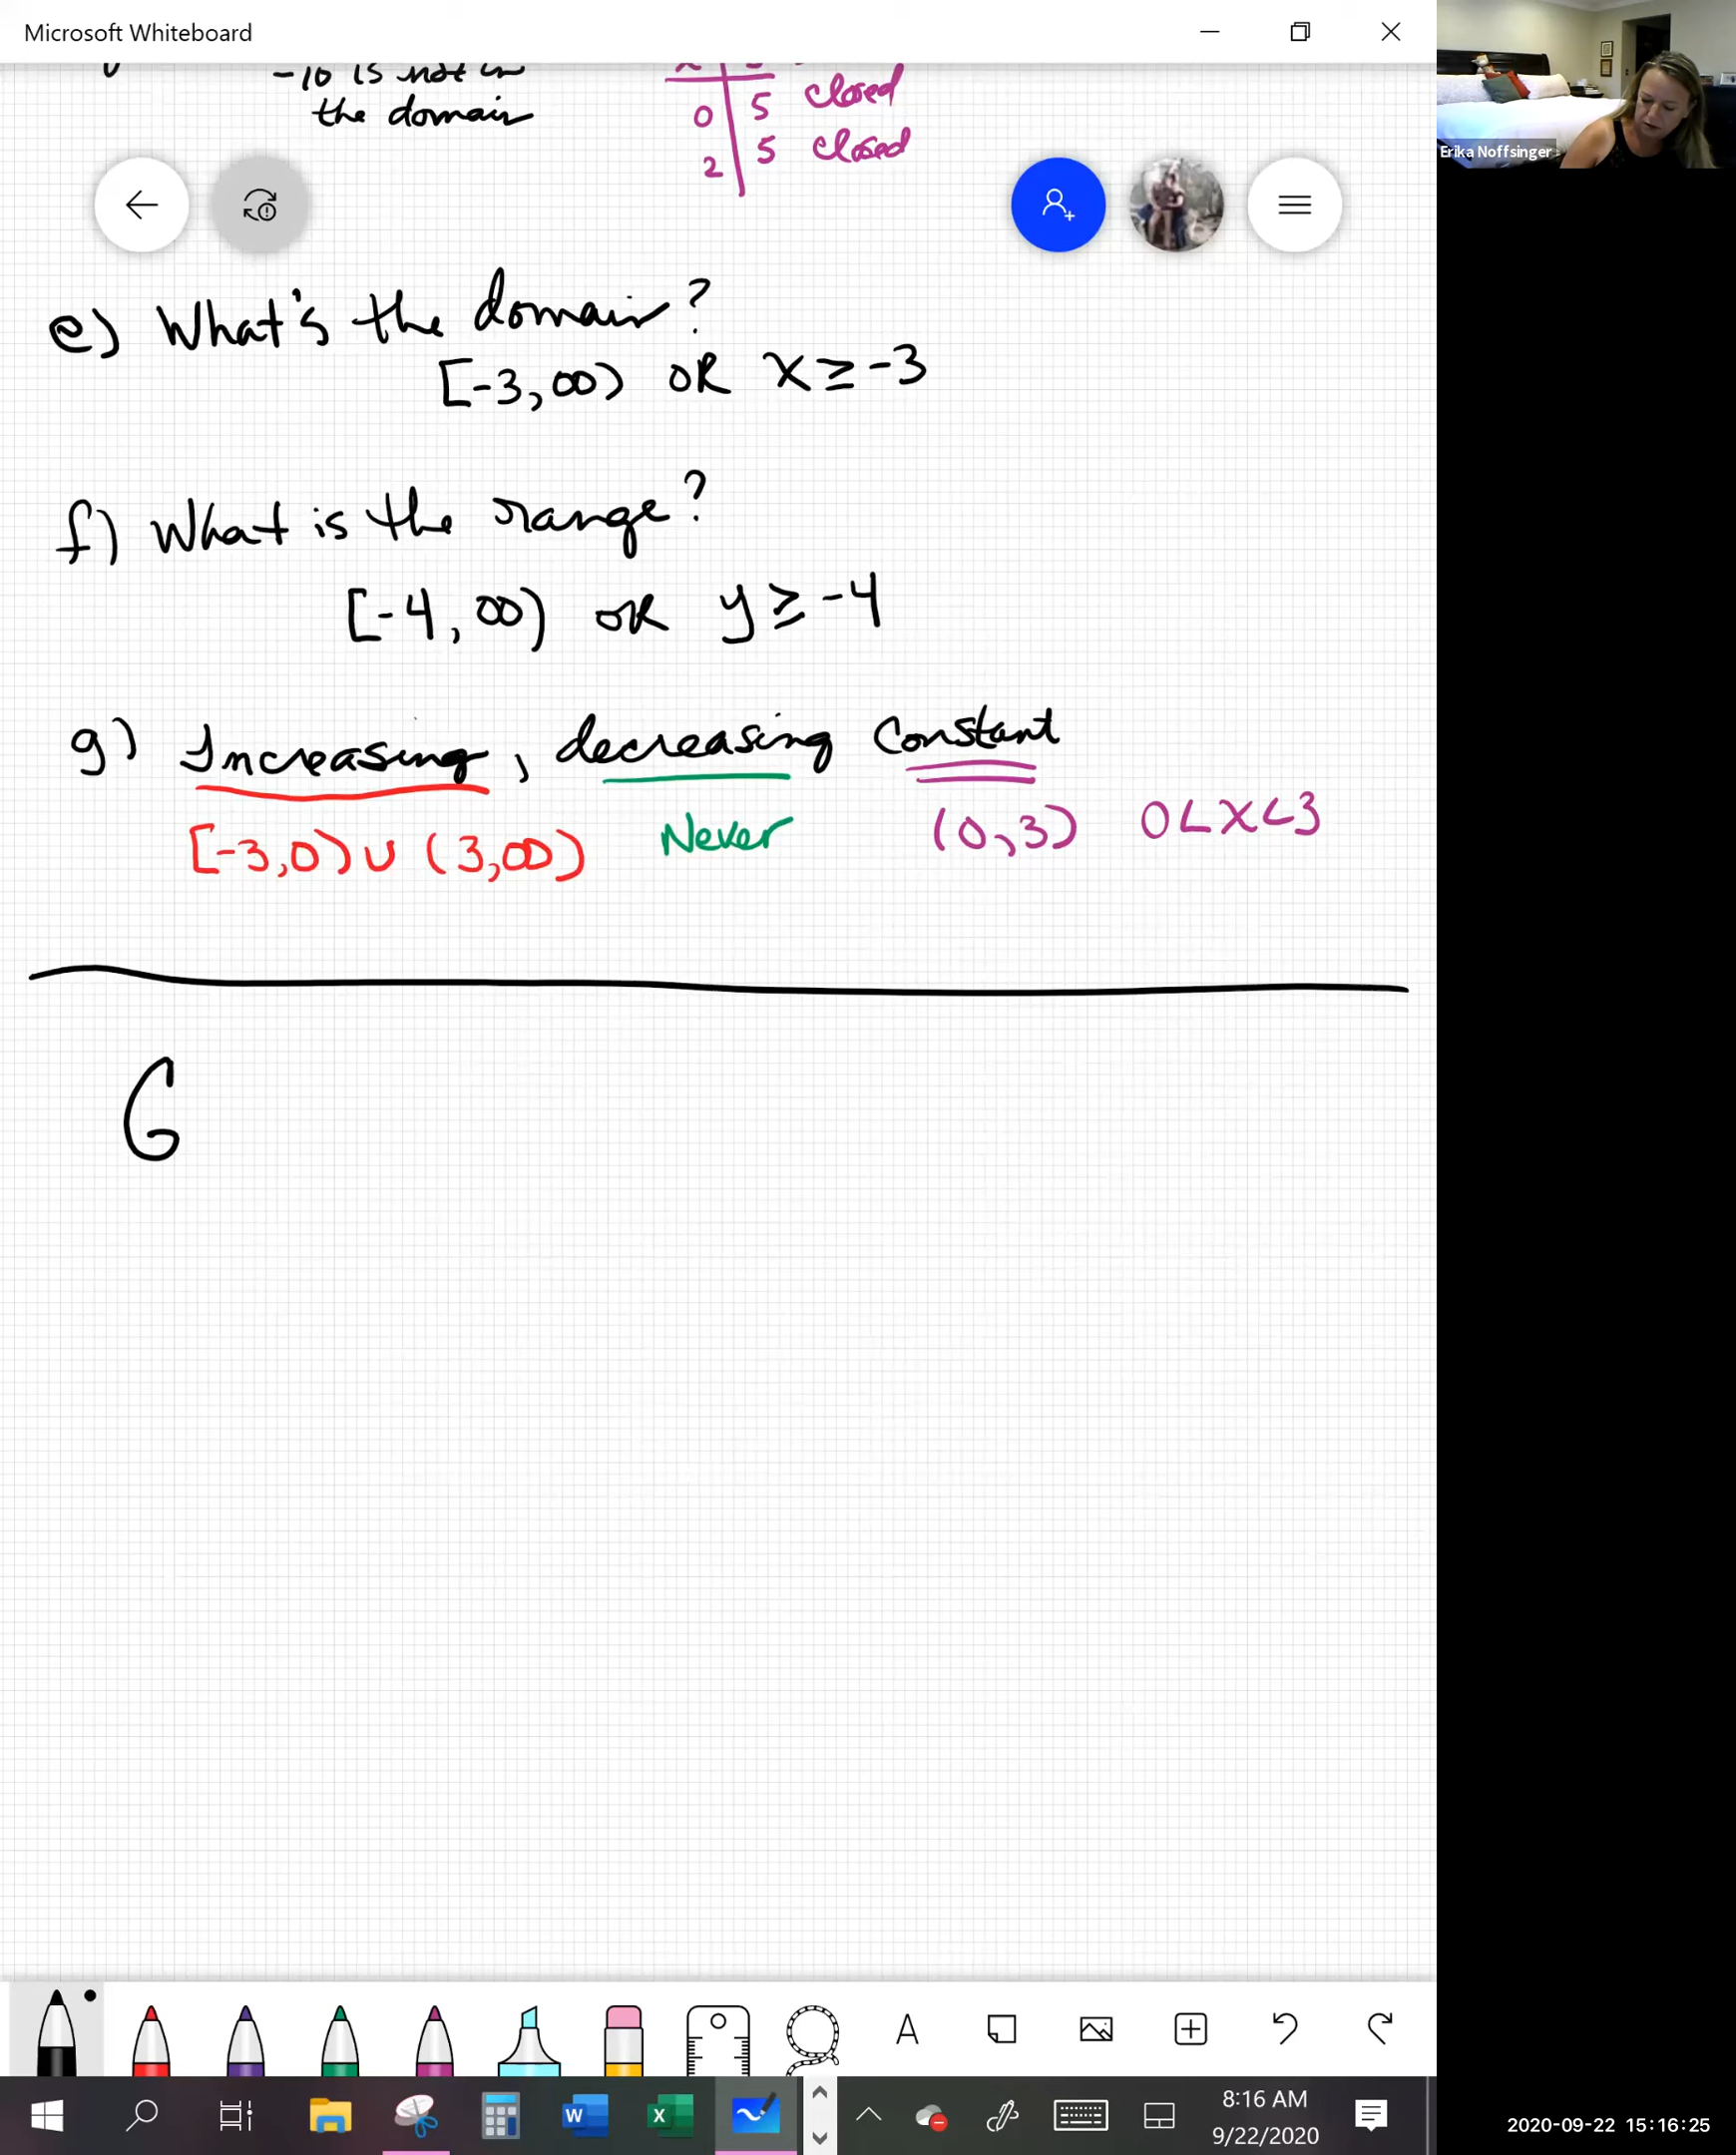 Microsoft Whiteboard
-10 is not in
the domain
0 5 closed
2 5 closed
Erika Noffsinger
e) What's the domain?
[-3,∞) OR x≥-3
f) What is the range?
[-4,∞) OR y≥-4
g) Increasing, decreasing Constant
[-3,0)∪(3,∞) Never (0,3) 0<x<3
G
A
W X
8:16 AM
9/22/2020
2020-09-22 15:16:25